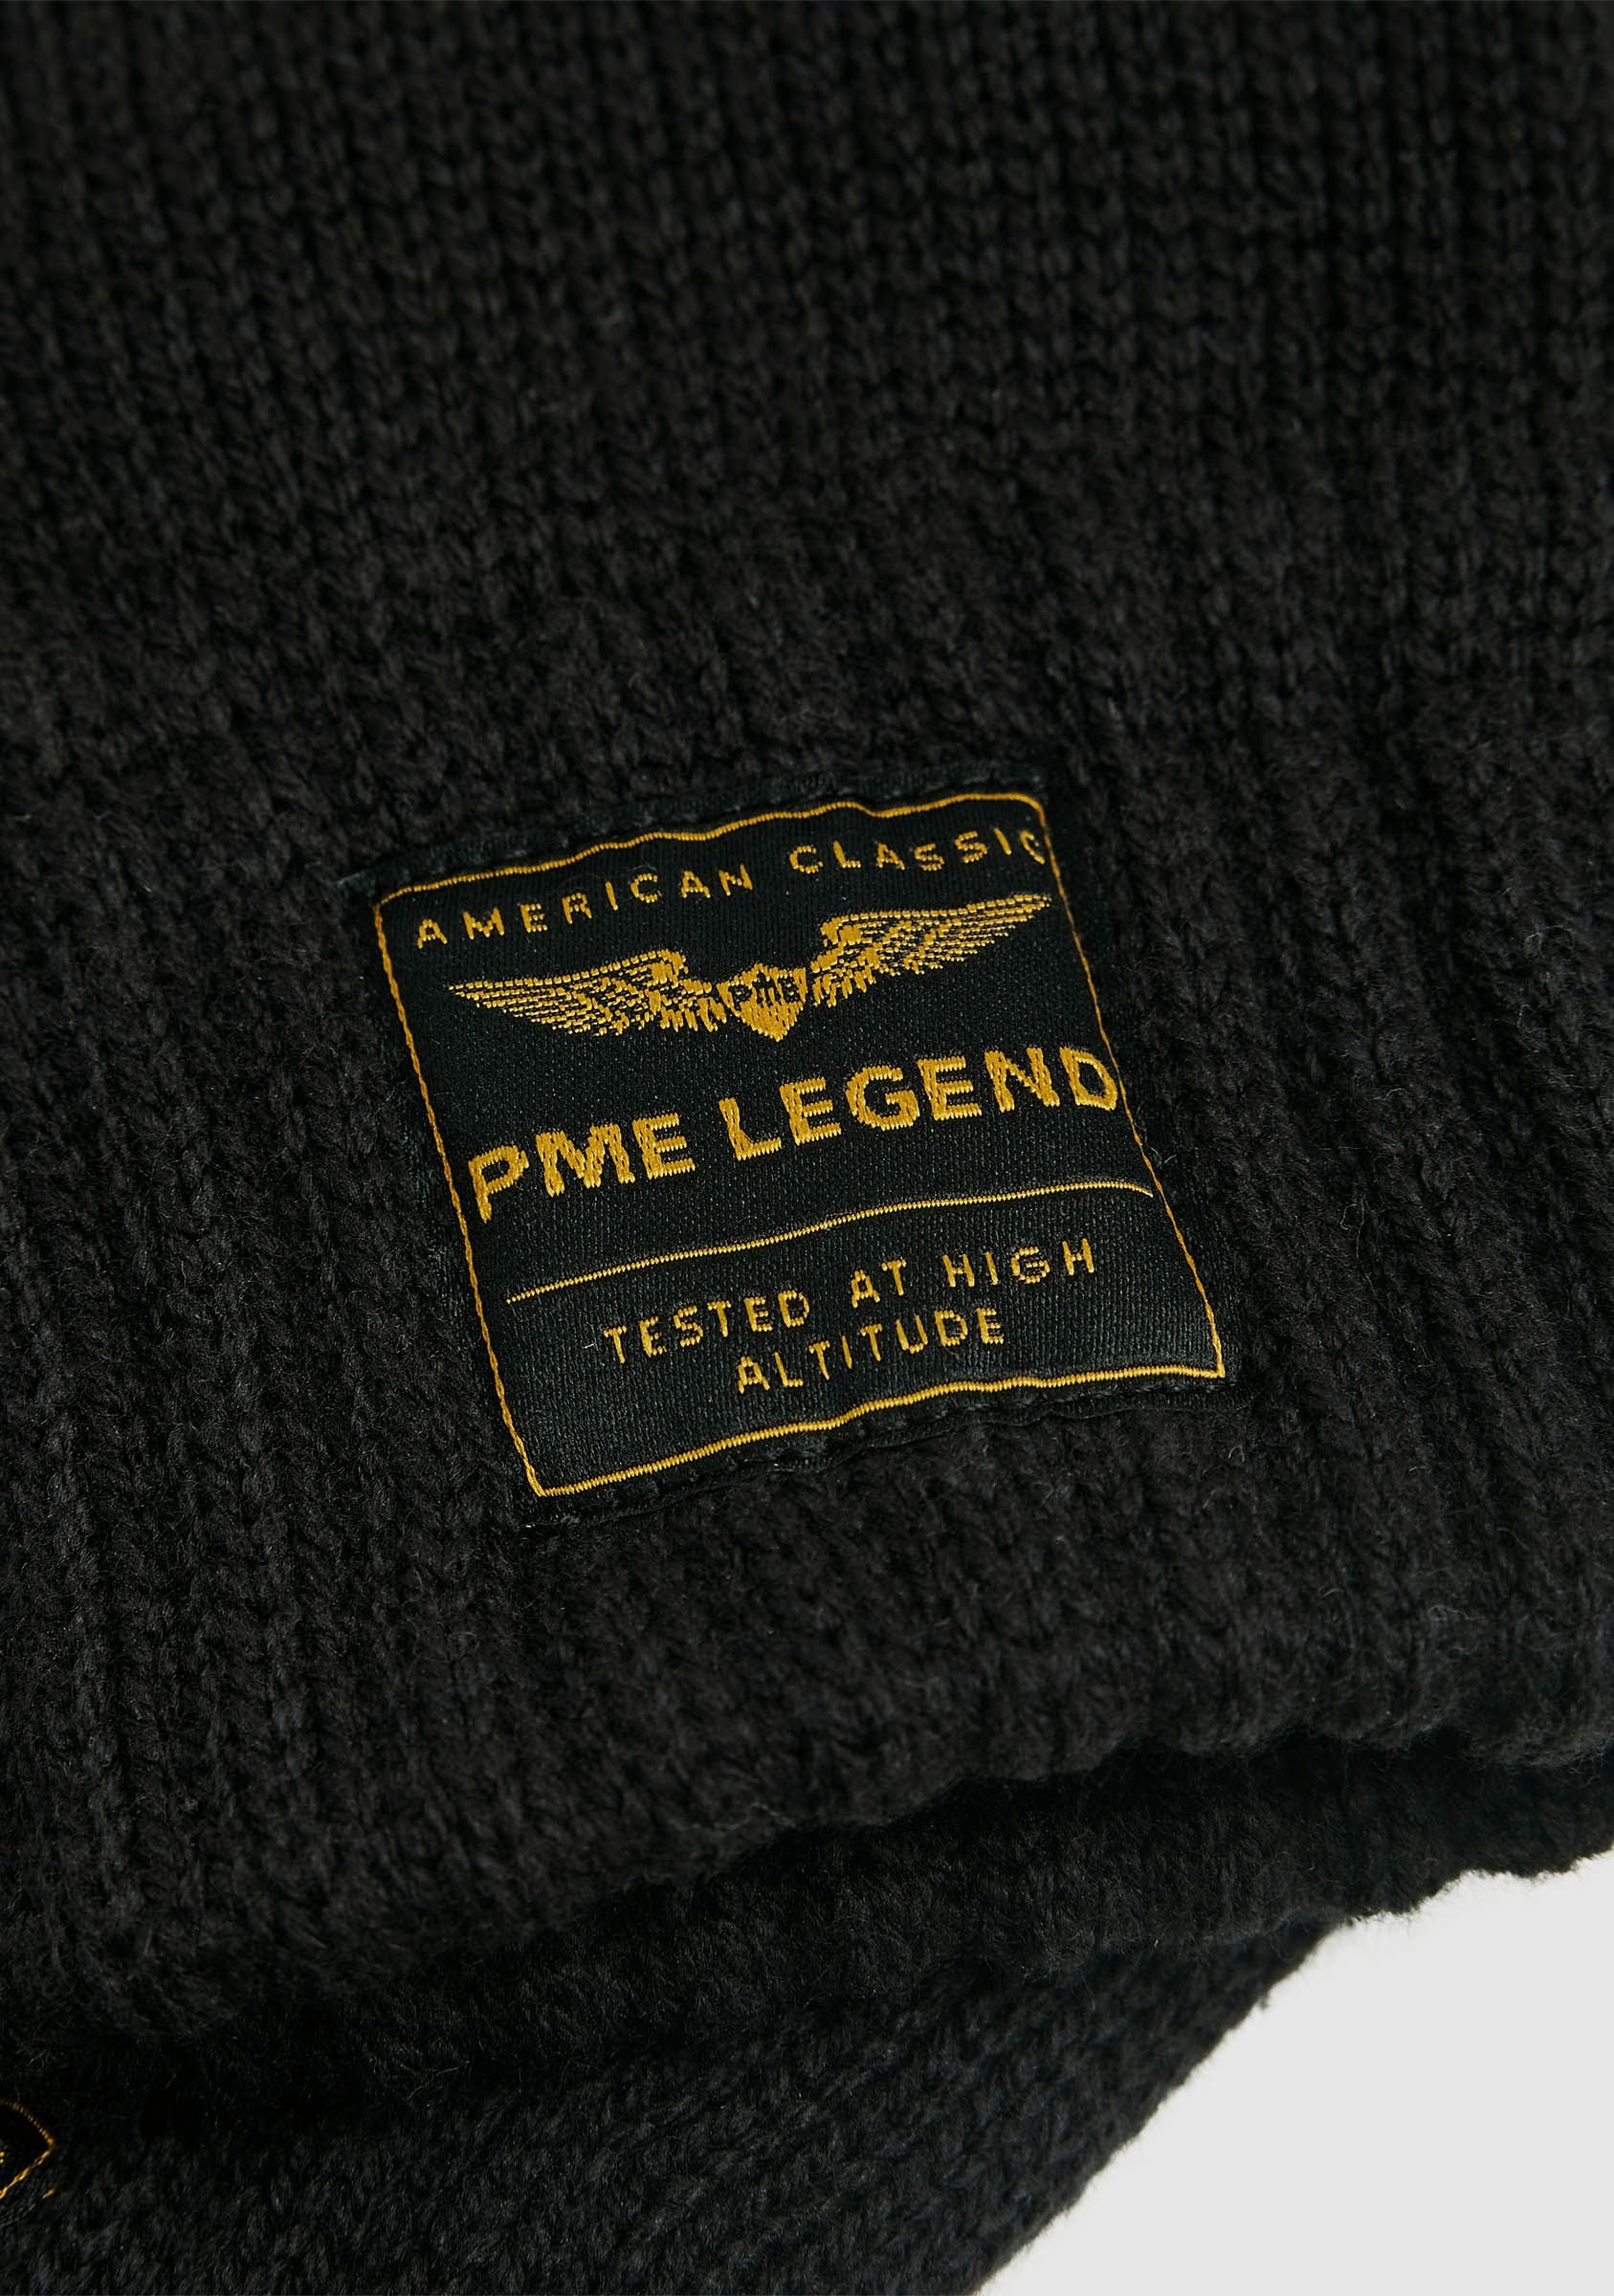 AMERICAN CLASSIC
PME
PME LEGEND
TESTED AT HIGH
ALTITUDE